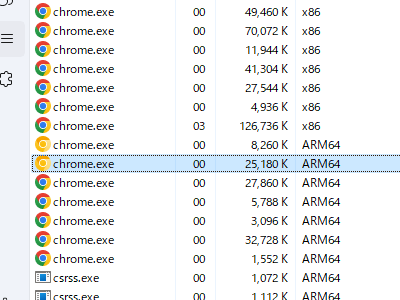 chrome.exe 00 49,460 K x86
chrome.exe 00 70,072 K x86
chrome.exe 00 11,944 K x86
chrome.exe 00 41,304 K x86
chrome.exe 00 27,544 K x86
chrome.exe 00 4,936 K x86
chrome.exe 03 126,736 K x86
chrome.exe 00 8,260 K ARM64
chrome.exe 00 25,180 K ARM64
chrome.exe 00 27,860 K ARM64
chrome.exe 00 5,788 K ARM64
chrome.exe 00 3,096 K ARM64
chrome.exe 00 32,728 K ARM64
chrome.exe 00 1,552 K ARM64
csrss.exe 00 1,072 K ARM64
csrss.exe 00 1,112 K ARM64